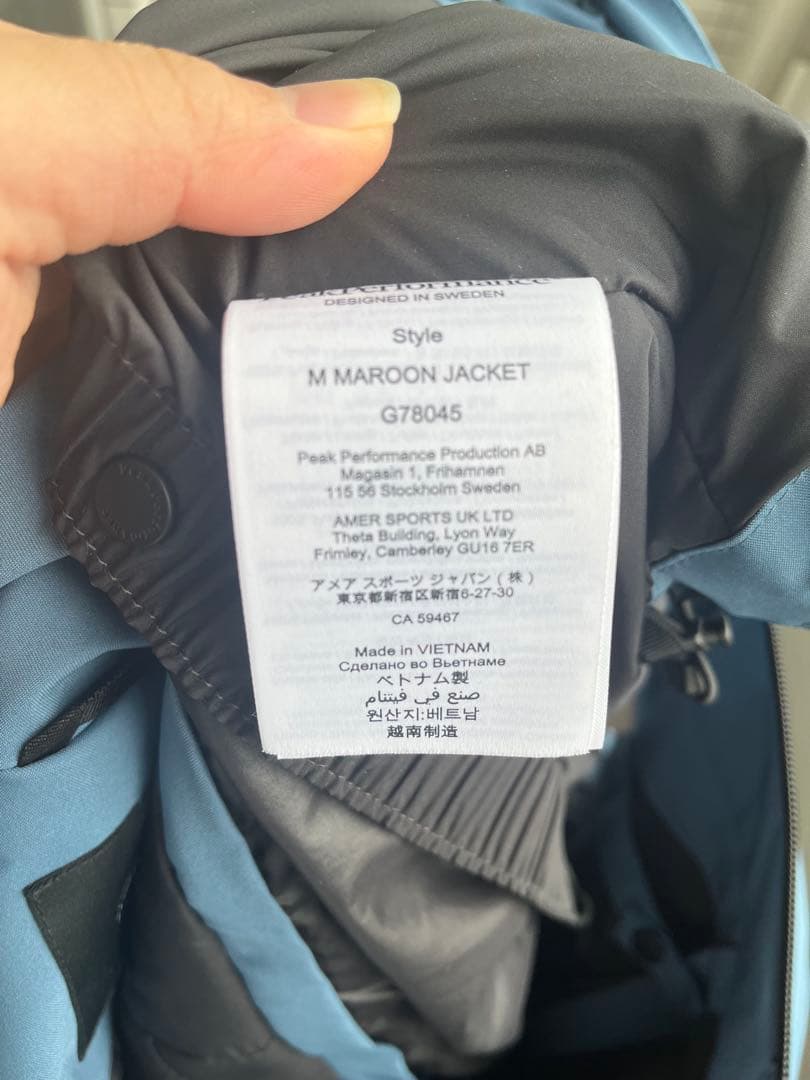 PeakPerformance
DESIGNED IN SWEDEN
Style
M MAROON JACKET
G78045
Peak Performance Production AB
Magasin 1, Frihamnen
115 56 Stockholm Sweden
AMER SPORTS UK LTD
Theta Building, Lyon Way
Frimley, Camberley GU16 7ER
アメア スポーツ ジャパン ( 株 )
東京都新宿区新宿6-27-30
CA 59467
Made in VIETNAM
Сделано во Вьетнаме
ベトナム製
صنع في فيتنام
원산지:베트남
越南制造